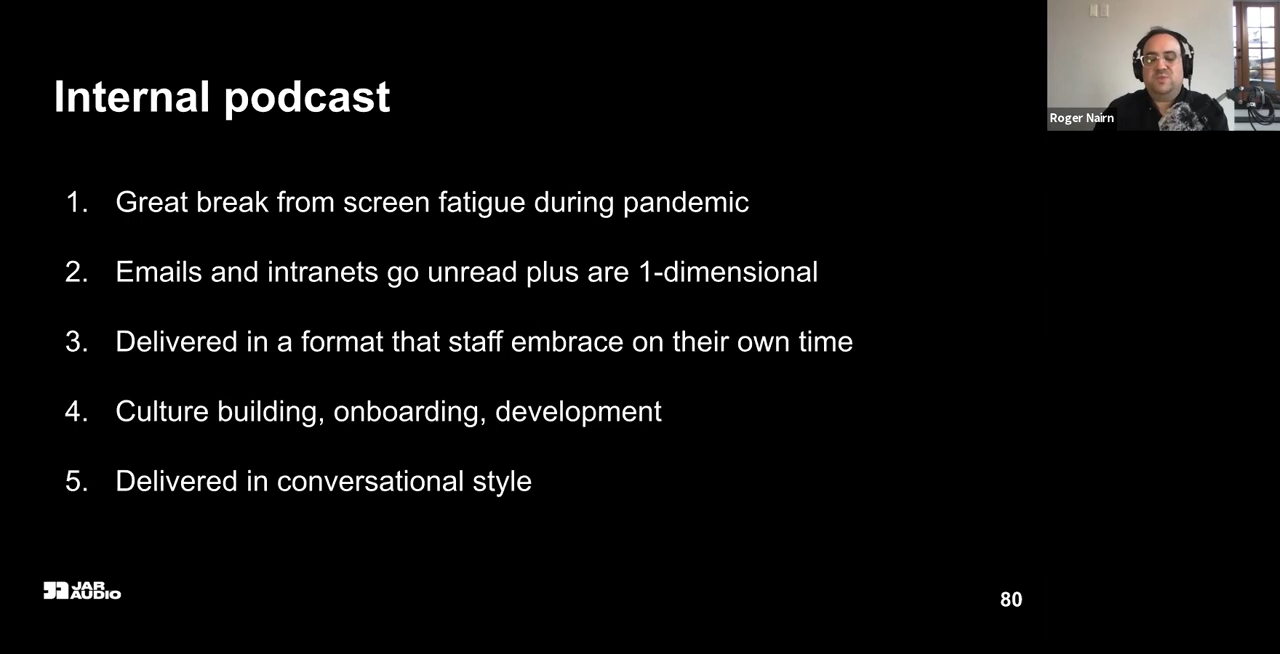 Internal podcast
Roger Nairn
1. Great break from screen fatigue during pandemic
2. Emails and intranets go unread plus are 1-dimensional
3. Delivered in a format that staff embrace on their own time
4. Culture building, onboarding, development
5. Delivered in conversational style
JAR
AUDIO
80